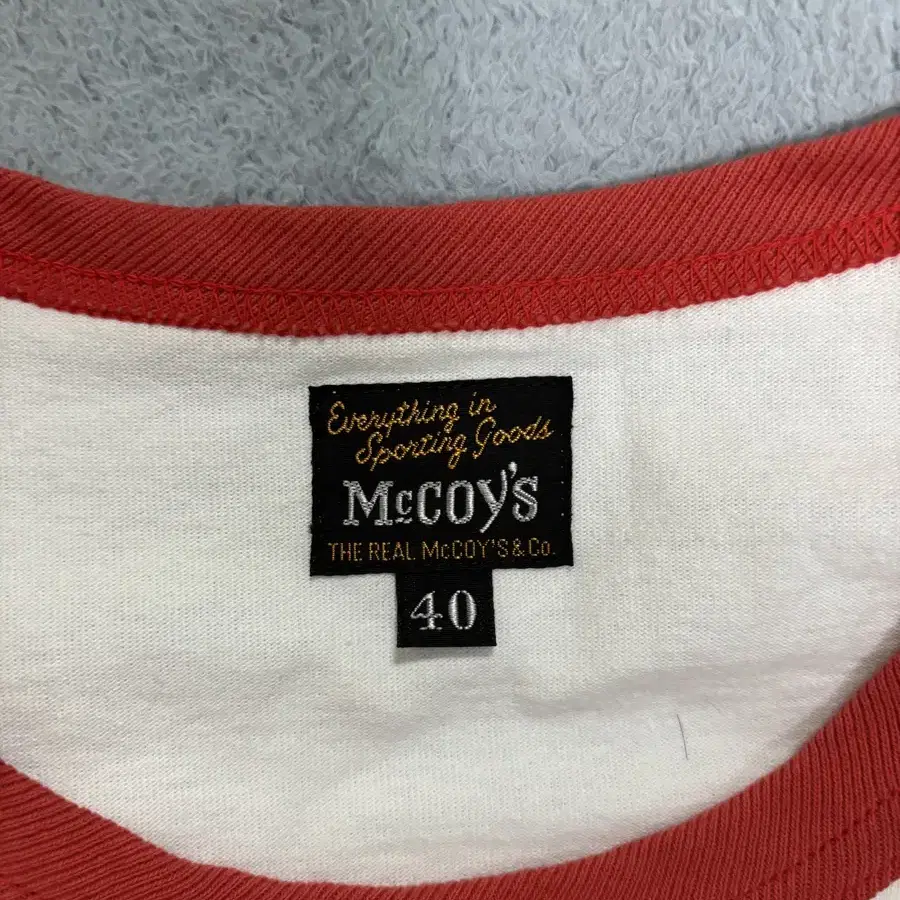 Everything in
Sporting Goods
McCOY'S
THE REAL McCOY'S & Co.
40